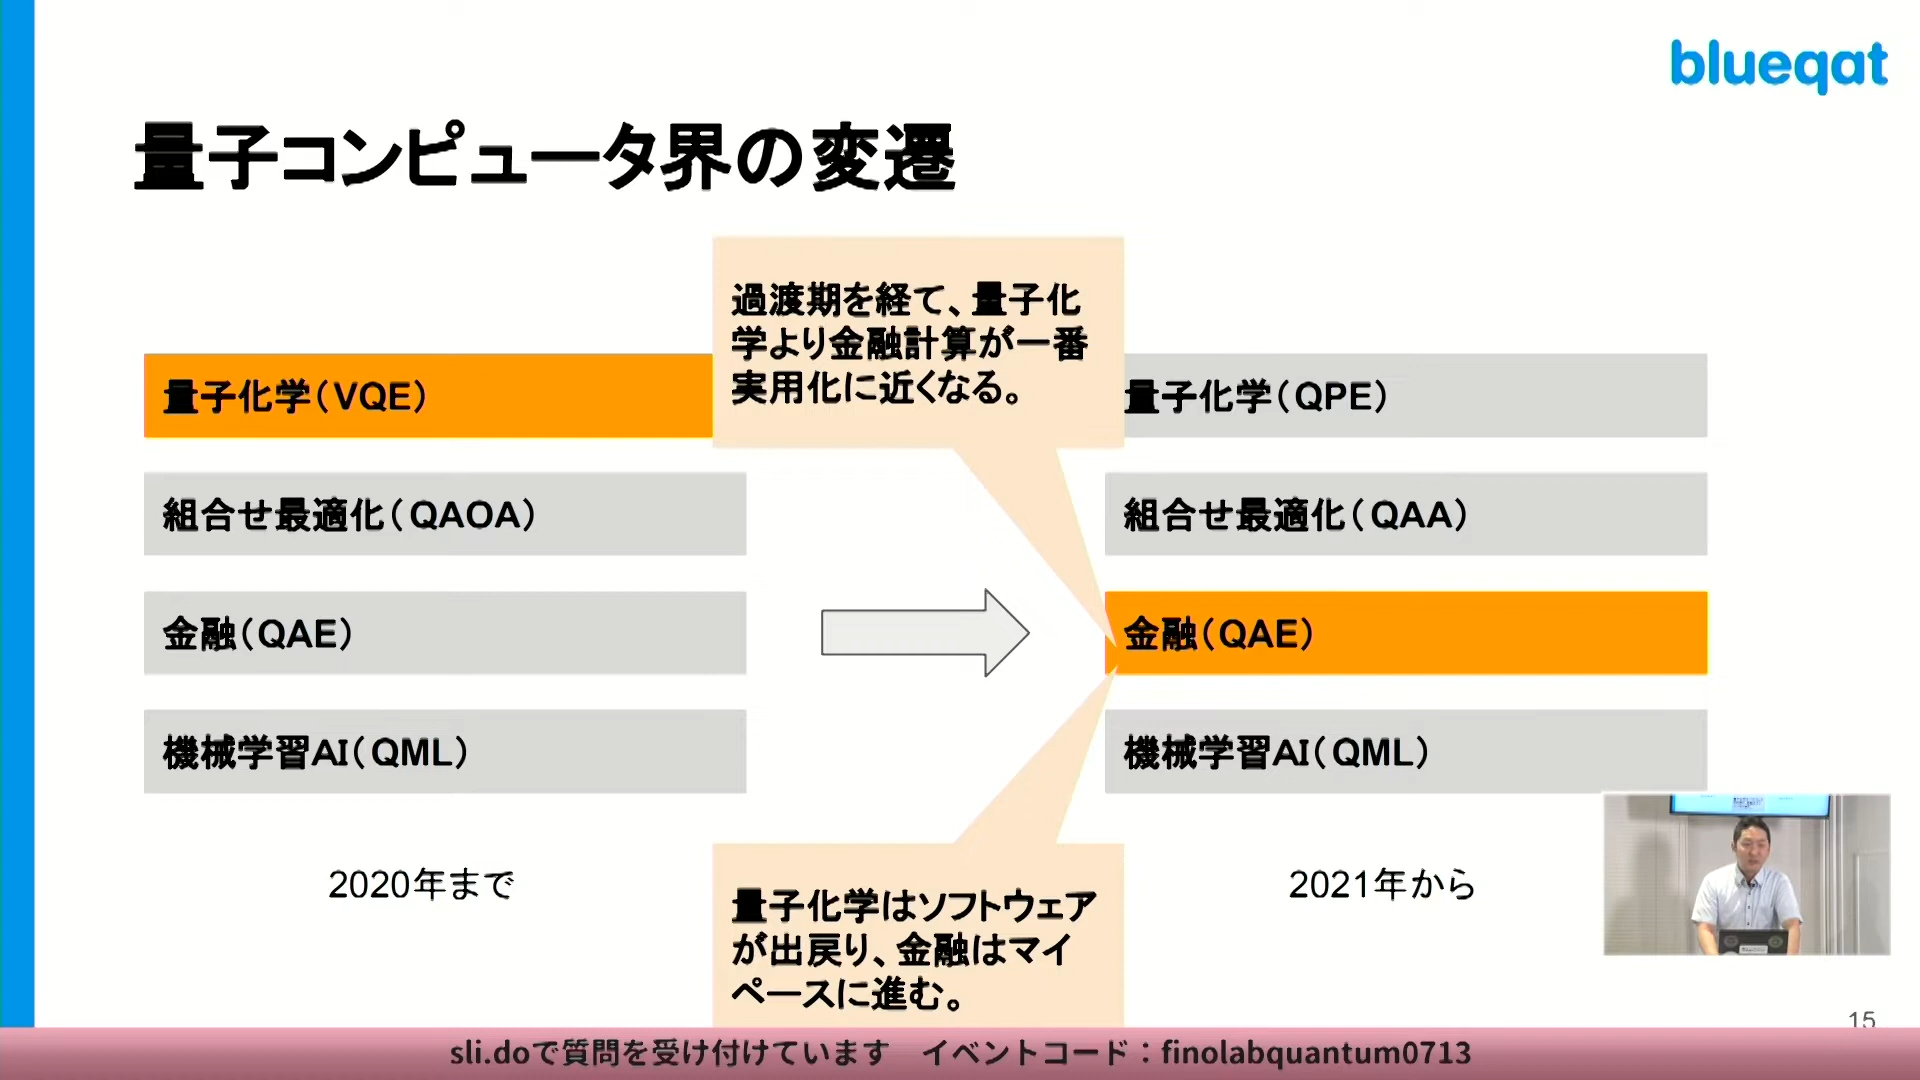 blueqat
量子コンピュータ界の変遷
過渡期を経て、量子化
学より金融計算が一番
実用化に近くなる。
量子化学（VQE）
組合せ最適化（QAOA）
金融（QAE）
機械学習AI（QML）
2020年まで
量子化学（QPE）
組合せ最適化（QAA）
金融（QAE）
機械学習AI（QML）
2021年から
量子化学はソフトウェア
が出戻り、金融はマイ
ペースに進む。
15
sli.doで質問を受け付けています　イベントコード：finolabquantum0713